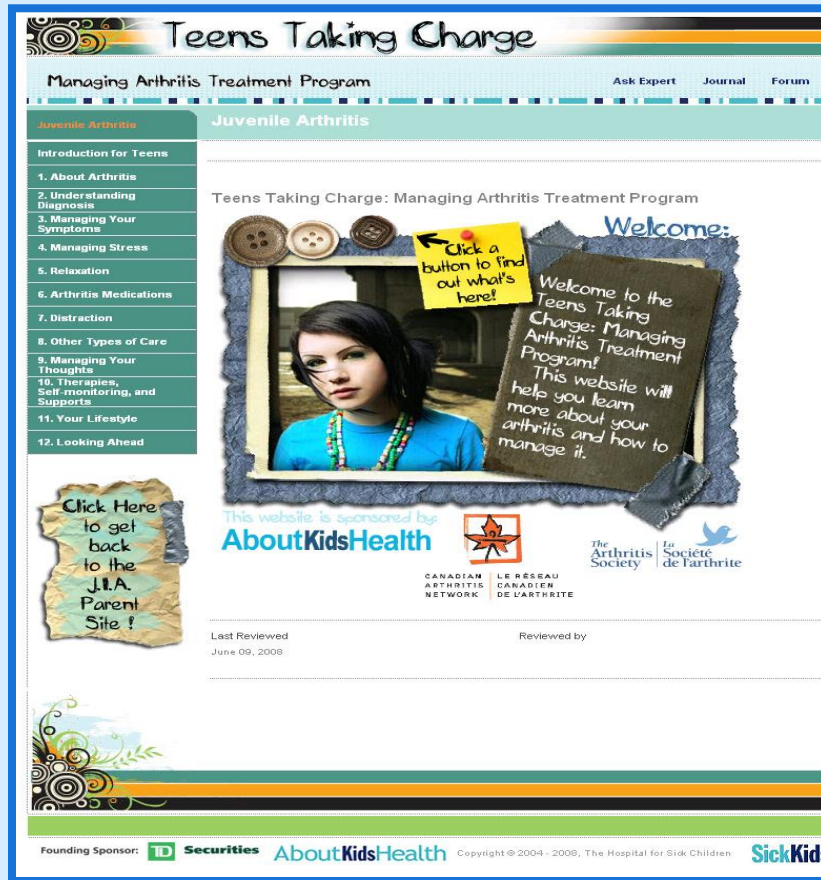 Teens Taking Charge
Managing Arthritis Treatment Program
Ask Expert Journal Forum
Juvenile Arthritis
Introduction for Teens
1. About Arthritis
2. Understanding
Diagnosis
3. Managing Your
Symptoms
4. Managing Stress
5. Relaxation
6. Arthritis Medications
7. Distraction
8. Other Types of Care
9. Managing Your
Thoughts
10. Therapies,
Self-monitoring, and
Supports
11. Your Lifestyle
12. Looking Ahead
Click Here
to get
back
to the
J.I.A.
Parent
Site !
Juvenile Arthritis
Teens Taking Charge: Managing Arthritis Treatment Program
Welcome:
Click a
button to find
out what's
here!
Welcome to the
Teens Taking
Charge: Managing
Arthritis Treatment
Program!
This website will
help you learn
more about your
arthritis and how to
manage it.
This website is sponsored by:
AboutKidsHealth
CANADIAN
ARTHRITIS
NETWORK
LE RÉSEAU
CANADIEN
DE L'ARTHRITE
The
Arthritis
Society
La
Société
de l'arthrite
Last Reviewed
June 09, 2008
Reviewed by
Founding Sponsor: TD Securities AboutKidsHealth Copyright © 2004 - 2008, The Hospital for Sick Children SickKids